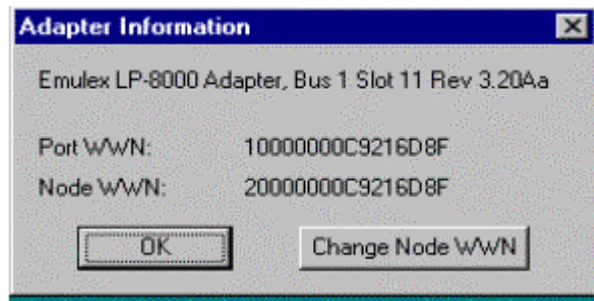 Adapter Information
Emulex LP-8000 Adapter, Bus 1 Slot 11 Rev 3.20Aa
Port WWN: 10000000C9216D8F
Node WWN: 20000000C9216D8F
OK Change Node WWN